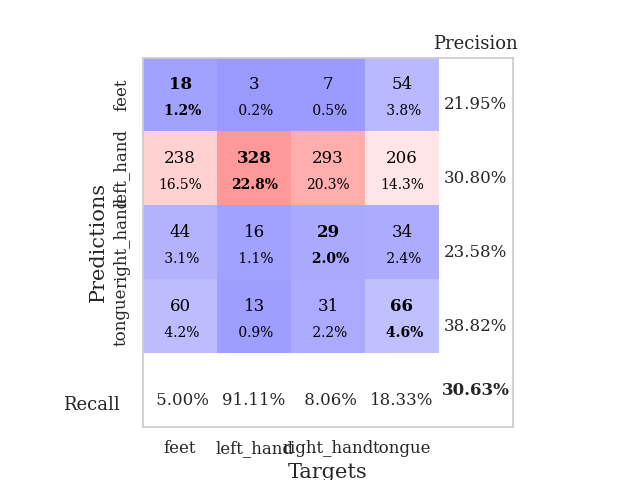 Precision
feet 18 3 7 54 21.95%
1.2% 0.2% 0.5% 3.8%
left_hand 238 328 293 206 30.80%
16.5% 22.8% 20.3% 14.3%
right_hand 44 16 29 34 23.58%
3.1% 1.1% 2.0% 2.4%
tongue 60 13 31 66 38.82%
4.2% 0.9% 2.2% 4.6%
Predictions
Recall 5.00% 91.11% 8.06% 18.33% 30.63%
feet left_hand right_hand tongue
Targets